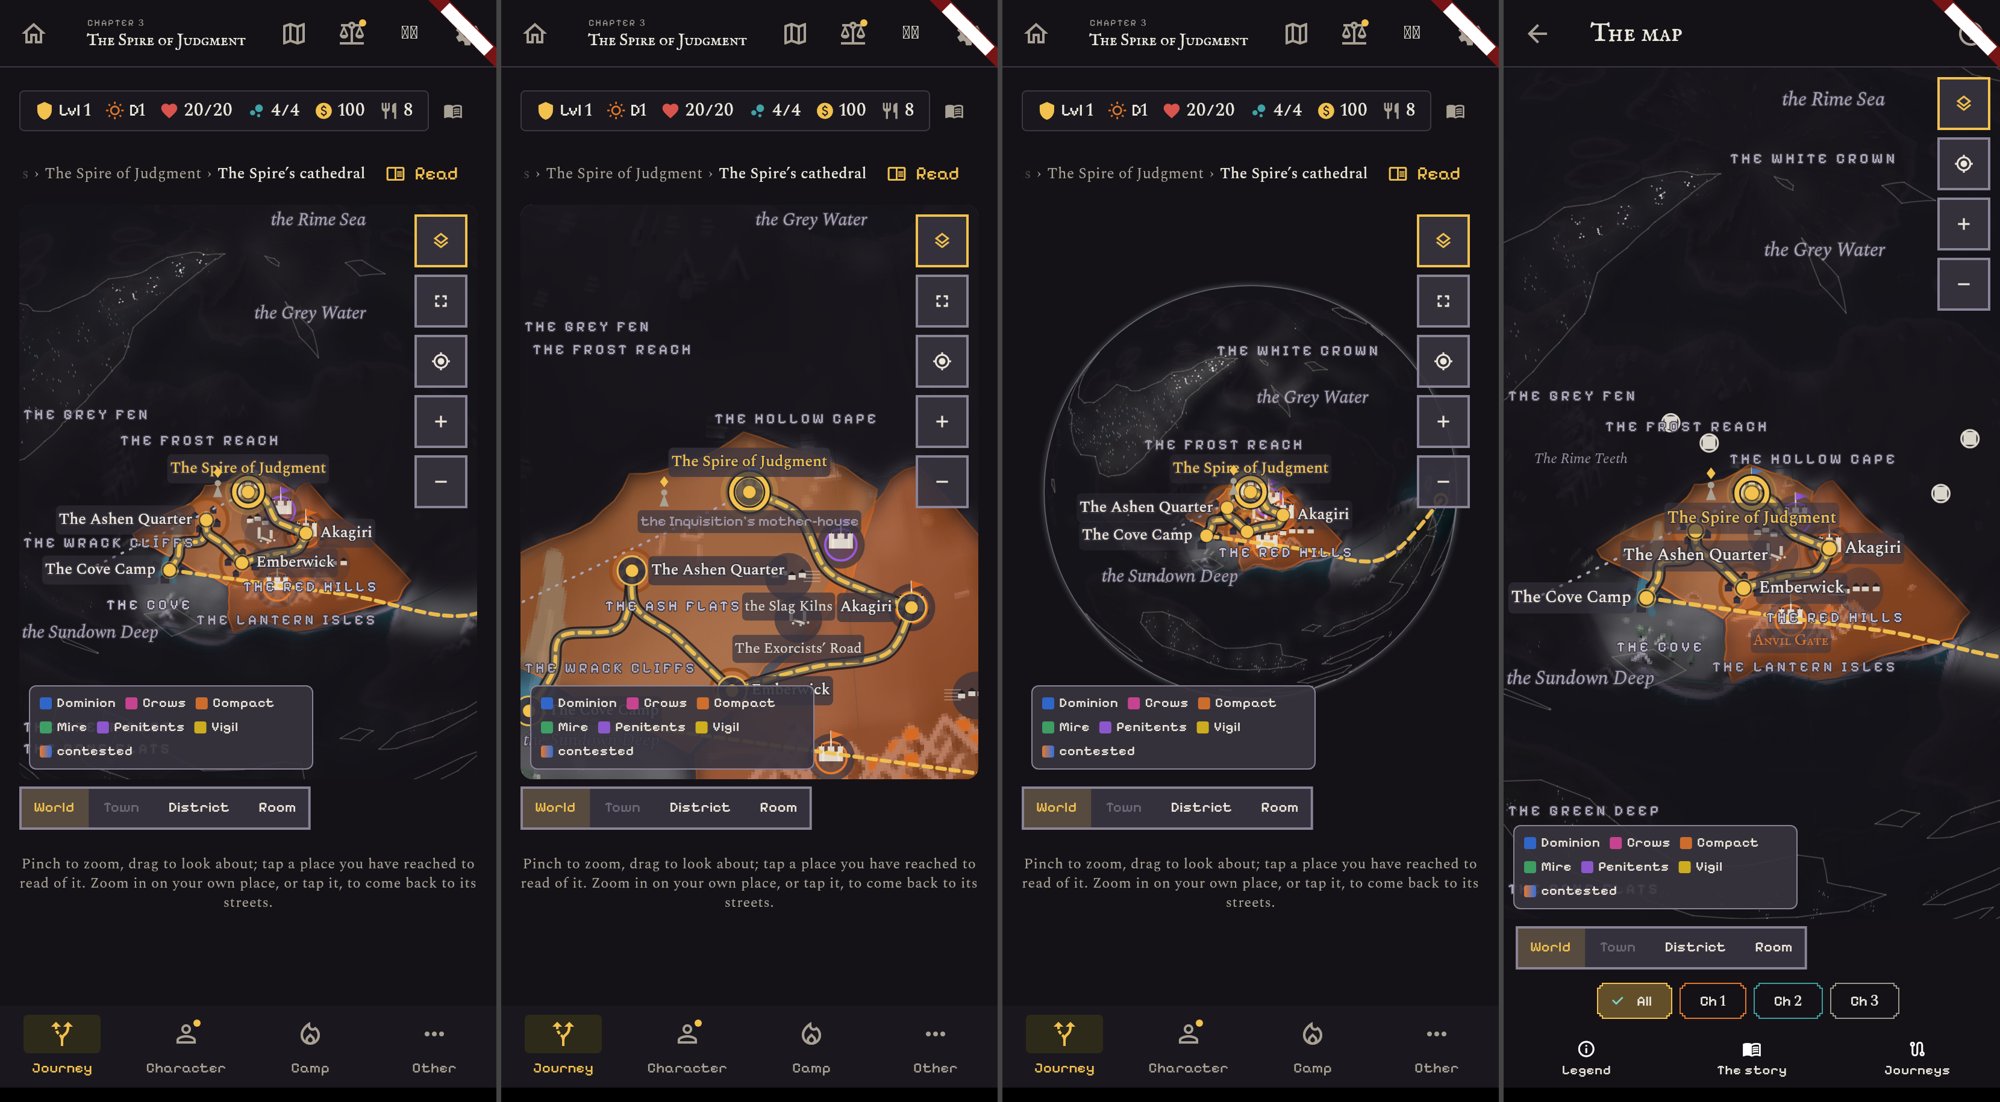 CHAPTER 3
The Spire of Judgment
Lvl 1 D1 20/20 4/4 100 8
s › The Spire of Judgment › The Spire's cathedral Read
the Rime Sea
the Grey Water
THE GREY FEN
THE FROST REACH
The Spire of Judgment
The Ashen Quarter
Akagiri
THE WRACK CLIFFS
Emberwick
The Cove Camp
THE RED HILLS
THE COVE
THE LANTERN ISLES
the Sundown Deep
Dominion Crows Compact
Mire Penitents Vigil
contested
World Town District Room
Pinch to zoom, drag to look about; tap a place you have reached to
read of it. Zoom in on your own place, or tap it, to come back to its
streets.
Journey Character Camp Other
CHAPTER 3
The Spire of Judgment
Lvl 1 D1 20/20 4/4 100 8
s › The Spire of Judgment › The Spire's cathedral Read
the Grey Water
THE GREY FEN
THE FROST REACH
THE HOLLOW CAPE
The Spire of Judgment
the Inquisition's mother-house
The Ashen Quarter
THE ASH FLATS the Slag Kilns Akagiri
The Exorcists' Road
THE WRACK CLIFFS
Emberwick
The Cove Camp
Dominion Crows Compact
Mire Penitents Vigil
contested
World Town District Room
Pinch to zoom, drag to look about; tap a place you have reached to
read of it. Zoom in on your own place, or tap it, to come back to its
streets.
Journey Character Camp Other
CHAPTER 3
The Spire of Judgment
Lvl 1 D1 20/20 4/4 100 8
s › The Spire of Judgment › The Spire's cathedral Read
THE WHITE CROWN
the Grey Water
THE FROST REACH
The Spire of Judgment
The Ashen Quarter
Akagiri
The Cove Camp
THE RED HILLS
the Sundown Deep
Dominion Crows Compact
Mire Penitents Vigil
contested
World Town District Room
Pinch to zoom, drag to look about; tap a place you have reached to
read of it. Zoom in on your own place, or tap it, to come back to its
streets.
Journey Character Camp Other
The map
the Rime Sea
THE WHITE CROWN
the Grey Water
THE GREY FEN
THE FROST REACH
The Rime Teeth
THE HOLLOW CAPE
The Spire of Judgment
The Ashen Quarter
Akagiri
Emberwick
The Cove Camp
THE RED HILLS
Anvil Gate
THE COVE
THE LANTERN ISLES
the Sundown Deep
THE GREEN DEEP
Dominion Crows Compact
Mire Penitents Vigil
contested
World Town District Room
All Ch 1 Ch 2 Ch 3
Legend The story Journeys